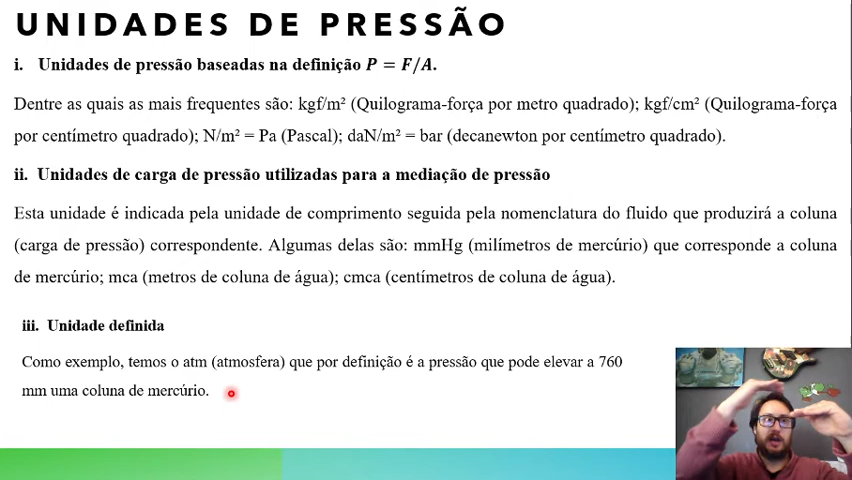 UNIDADES DE PRESSÃO
i. Unidades de pressão baseadas na definição P = F/A.
Dentre as quais as mais frequentes são: kgf/m² (Quilograma-força por metro quadrado); kgf/cm² (Quilograma-força
por centímetro quadrado); N/m² = Pa (Pascal); daN/m² = bar (decanewton por centímetro quadrado).
ii. Unidades de carga de pressão utilizadas para a mediação de pressão
Esta unidade é indicada pela unidade de comprimento seguida pela nomenclatura do fluido que produzirá a coluna
(carga de pressão) correspondente. Algumas delas são: mmHg (milímetros de mercúrio) que corresponde a coluna
de mercúrio; mca (metros de coluna de água); cmca (centímetros de coluna de água).
iii. Unidade definida
Como exemplo, temos o atm (atmosfera) que por definição é a pressão que pode elevar a 760
mm uma coluna de mercúrio.